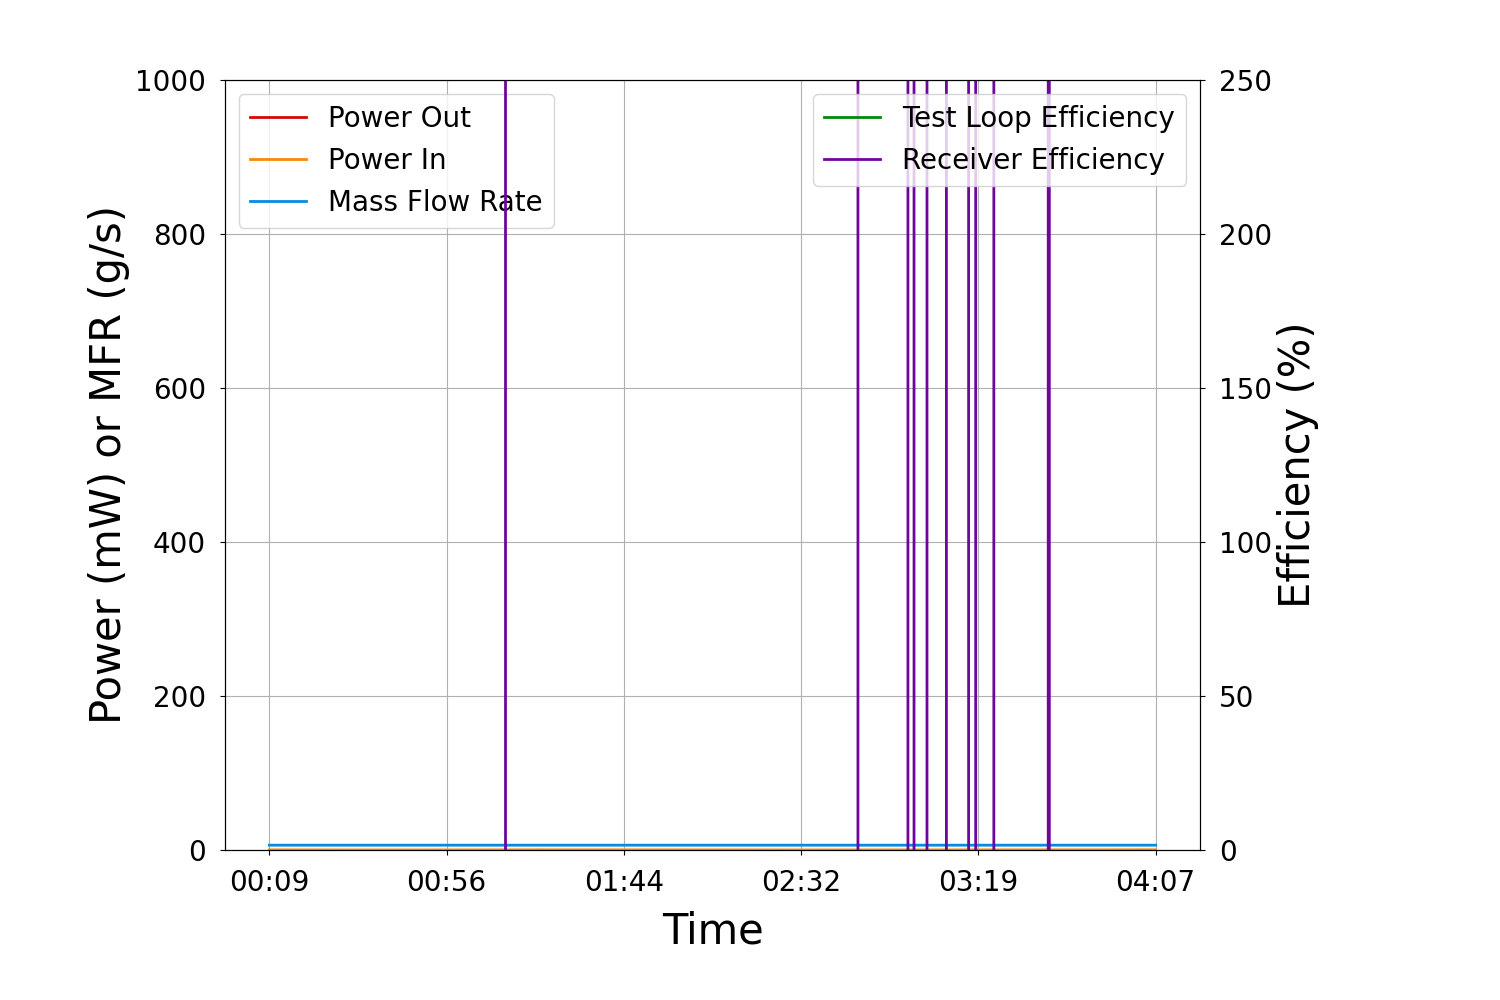 Power Out
Power In
Mass Flow Rate
Test Loop Efficiency
Receiver Efficiency
1000
800
600
400
200
0
Power (mW) or MFR (g/s)
250
200
150
100
50
0
Efficiency (%)
00:09 00:56 01:44 02:32 03:19 04:07
Time